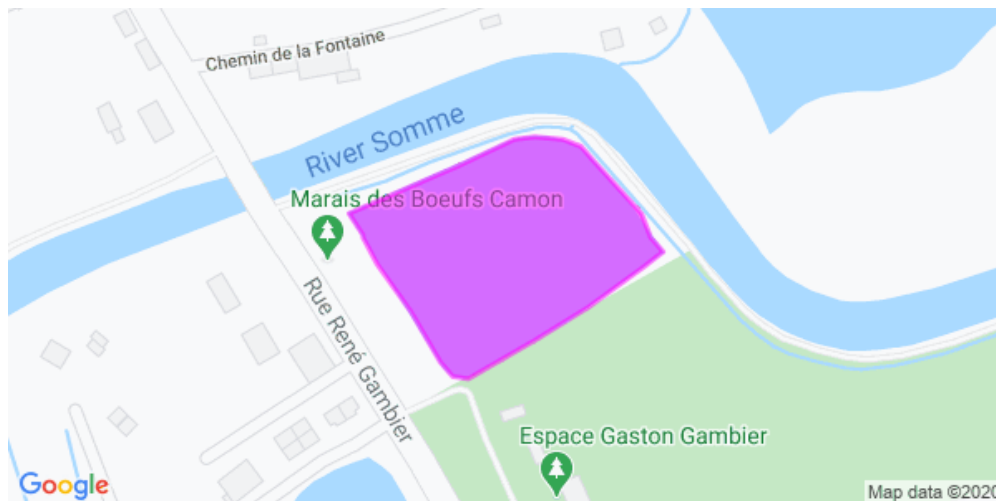 Chemin de la Fontaine
River Somme
Marais des Boeufs Camon
Rue René Gambier
Espace Gaston Gambier
Google
Map data ©2020